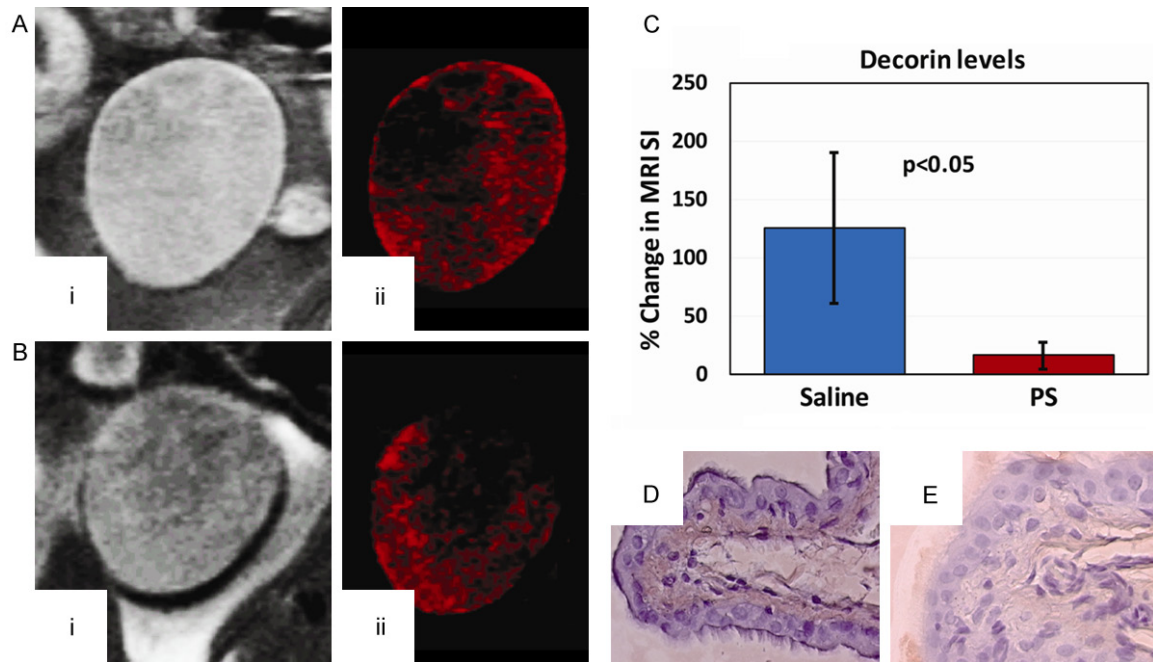 A
i
ii
B
i
ii
C
Decorin levels
% Change in MRI SI
250
200
150
100
50
0
p<0.05
Saline
PS
D
E